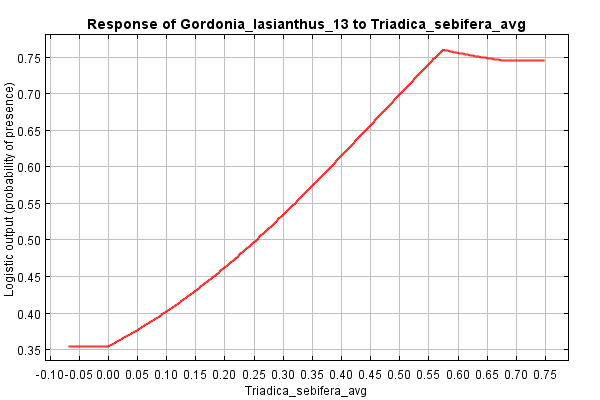 Response of Gordonia_lasianthus_13 to Triadica_sebifera_avg
Logistic output (probability of presence)
0.75
0.70
0.65
0.60
0.55
0.50
0.45
0.40
0.35
-0.10 -0.05 0.00 0.05 0.10 0.15 0.20 0.25 0.30 0.35 0.40 0.45 0.50 0.55 0.60 0.65 0.70 0.75
Triadica_sebifera_avg